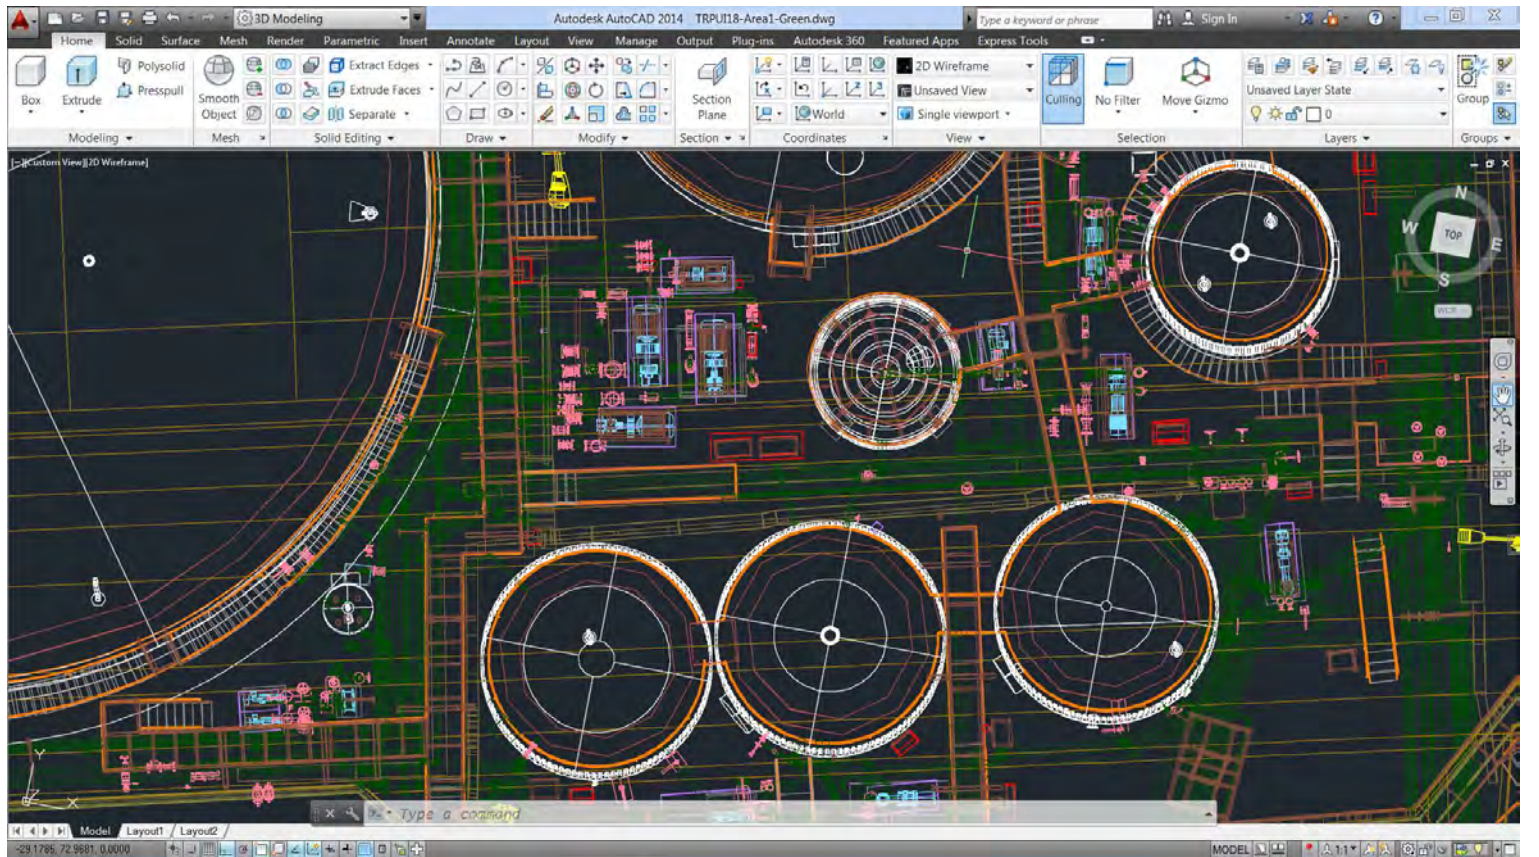 3D Modeling
Autodesk AutoCAD 2014 TRPUI18-Area1-Green.dwg
Type a keyword or phrase
Sign In
Home Solid Surface Mesh Render Parametric Insert Annotate Layout View Manage Output Plug-ins Autodesk 360 Featured Apps Express Tools
Box
Extrude
Polysolid
Presspull
Smooth Object
Extract Edges
Extrude Faces
Separate
Section Plane
World
2D Wireframe
Unsaved View
Single viewport
Culling
No Filter
Move Gizmo
Unsaved Layer State
0
Group
Modeling Mesh Solid Editing Draw Modify Section Coordinates View Selection Layers Groups
[–][Custom View][2D Wireframe]
N
W
TOP
E
S
WCS
Y
X
Z
Type a command
Model Layout1 Layout2
-29.1786, 72.9681, 0.0000
MODEL
1:1